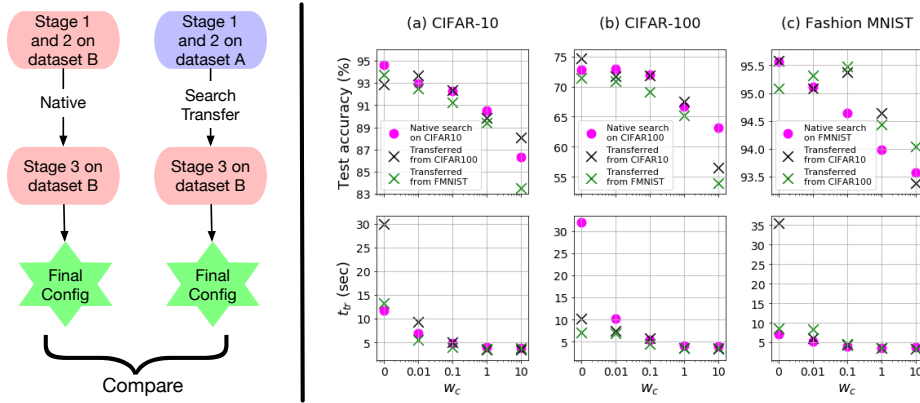 Stage 1
and 2 on
dataset B
Stage 1
and 2 on
dataset A
Native
Search
Transfer
Stage 3 on
dataset B
Stage 3 on
dataset B
Final
Config
Final
Config
Compare
(a) CIFAR-10
(b) CIFAR-100
(c) Fashion MNIST
Test accuracy (%)
95
93
91
89
87
85
83
Native search
on CIFAR10
Transferred
from CIFAR100
Transferred
from FMNIST
75
70
65
60
55
Native search
on CIFAR100
Transferred
from CIFAR10
Transferred
from FMNIST
95.5
95.0
94.5
94.0
93.5
Native search
on FMNIST
Transferred
from CIFAR10
Transferred
from CIFAR100
t_tr (sec)
30
25
20
15
10
5
0 0.01 0.1 1 10
w_c
30
25
20
15
10
5
0 0.01 0.1 1 10
w_c
35
30
25
20
15
10
5
0 0.01 0.1 1 10
w_c